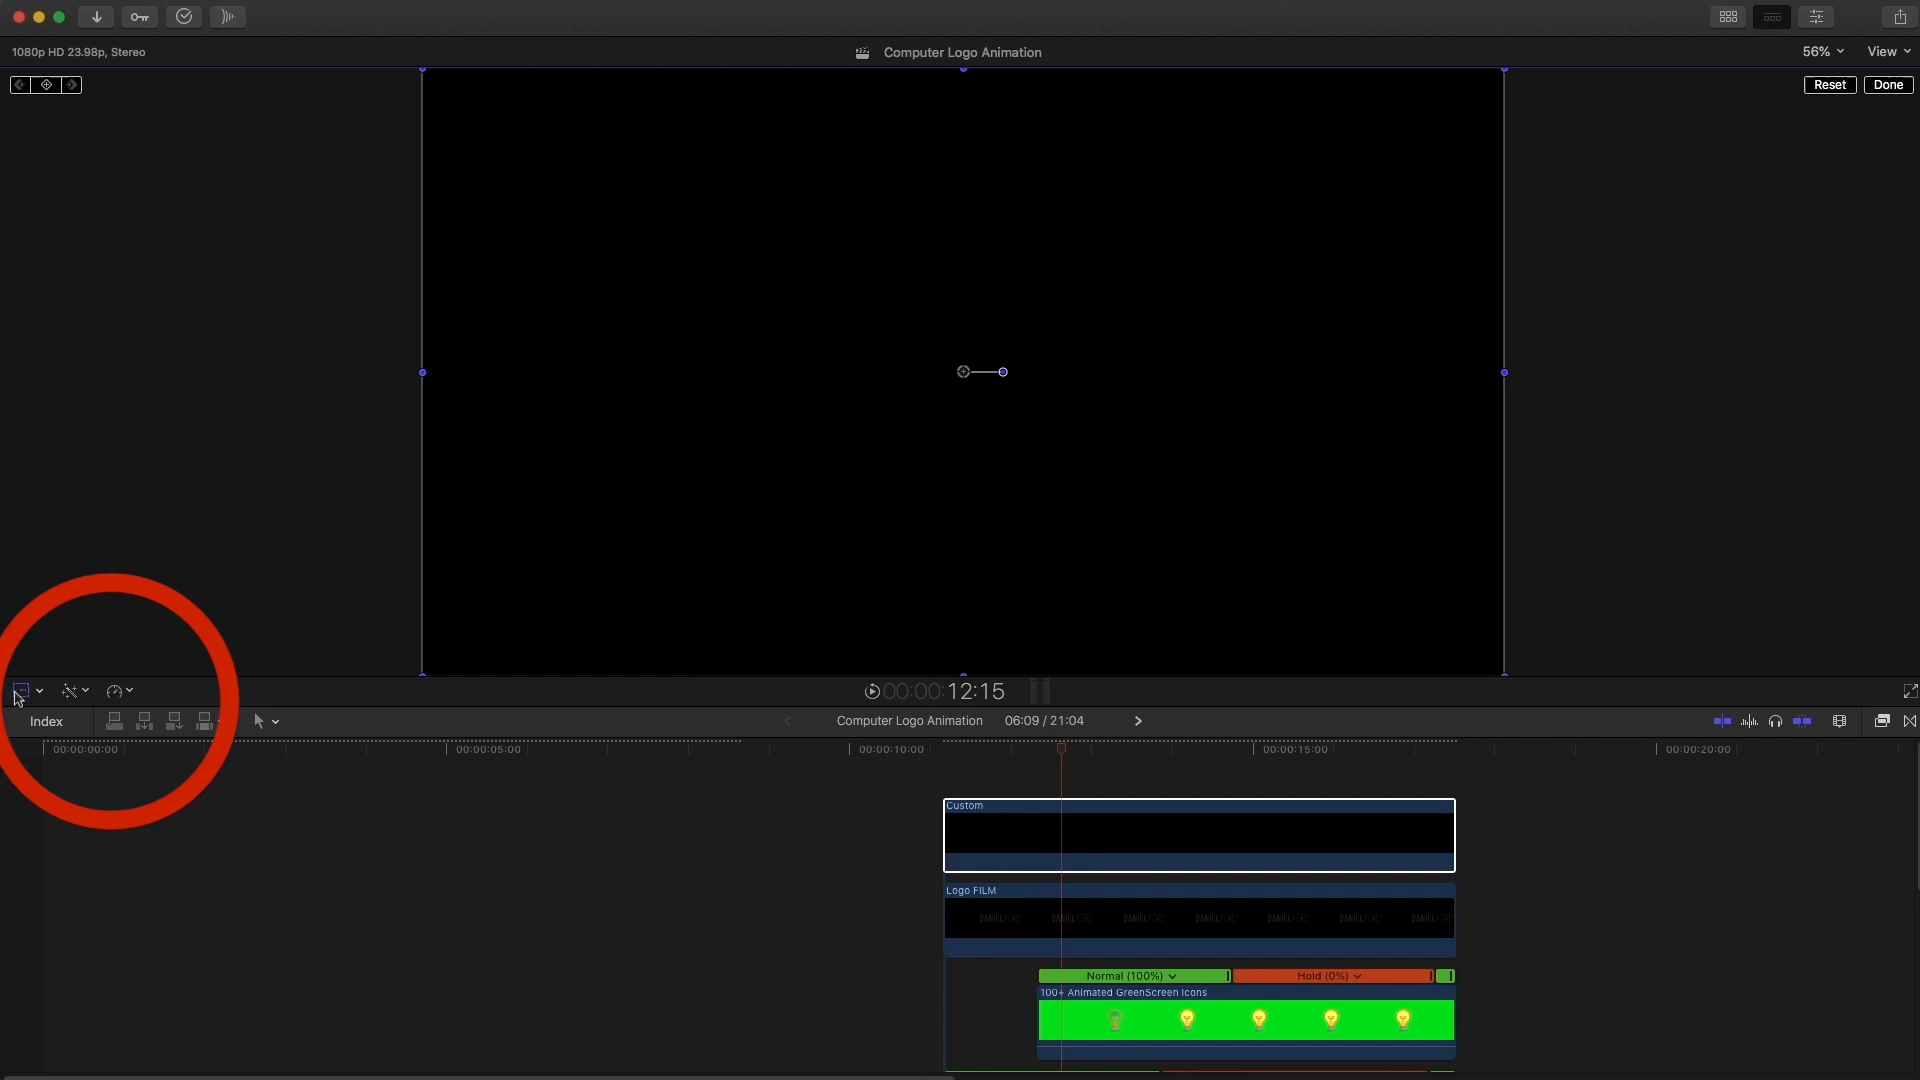 1080p HD 23.98p, Stereo
Computer Logo Animation
56%
View
Reset
Done
00:00:00:12:15
Index
Computer Logo Animation
06:09 / 21:04
00:00:00:00
00:00:05:00
00:00:10:00
00:00:15:00
00:00:20:00
Custom
Logo FILM
Normal (100%)
Hold (0%)
100+ Animated GreenScreen Icons